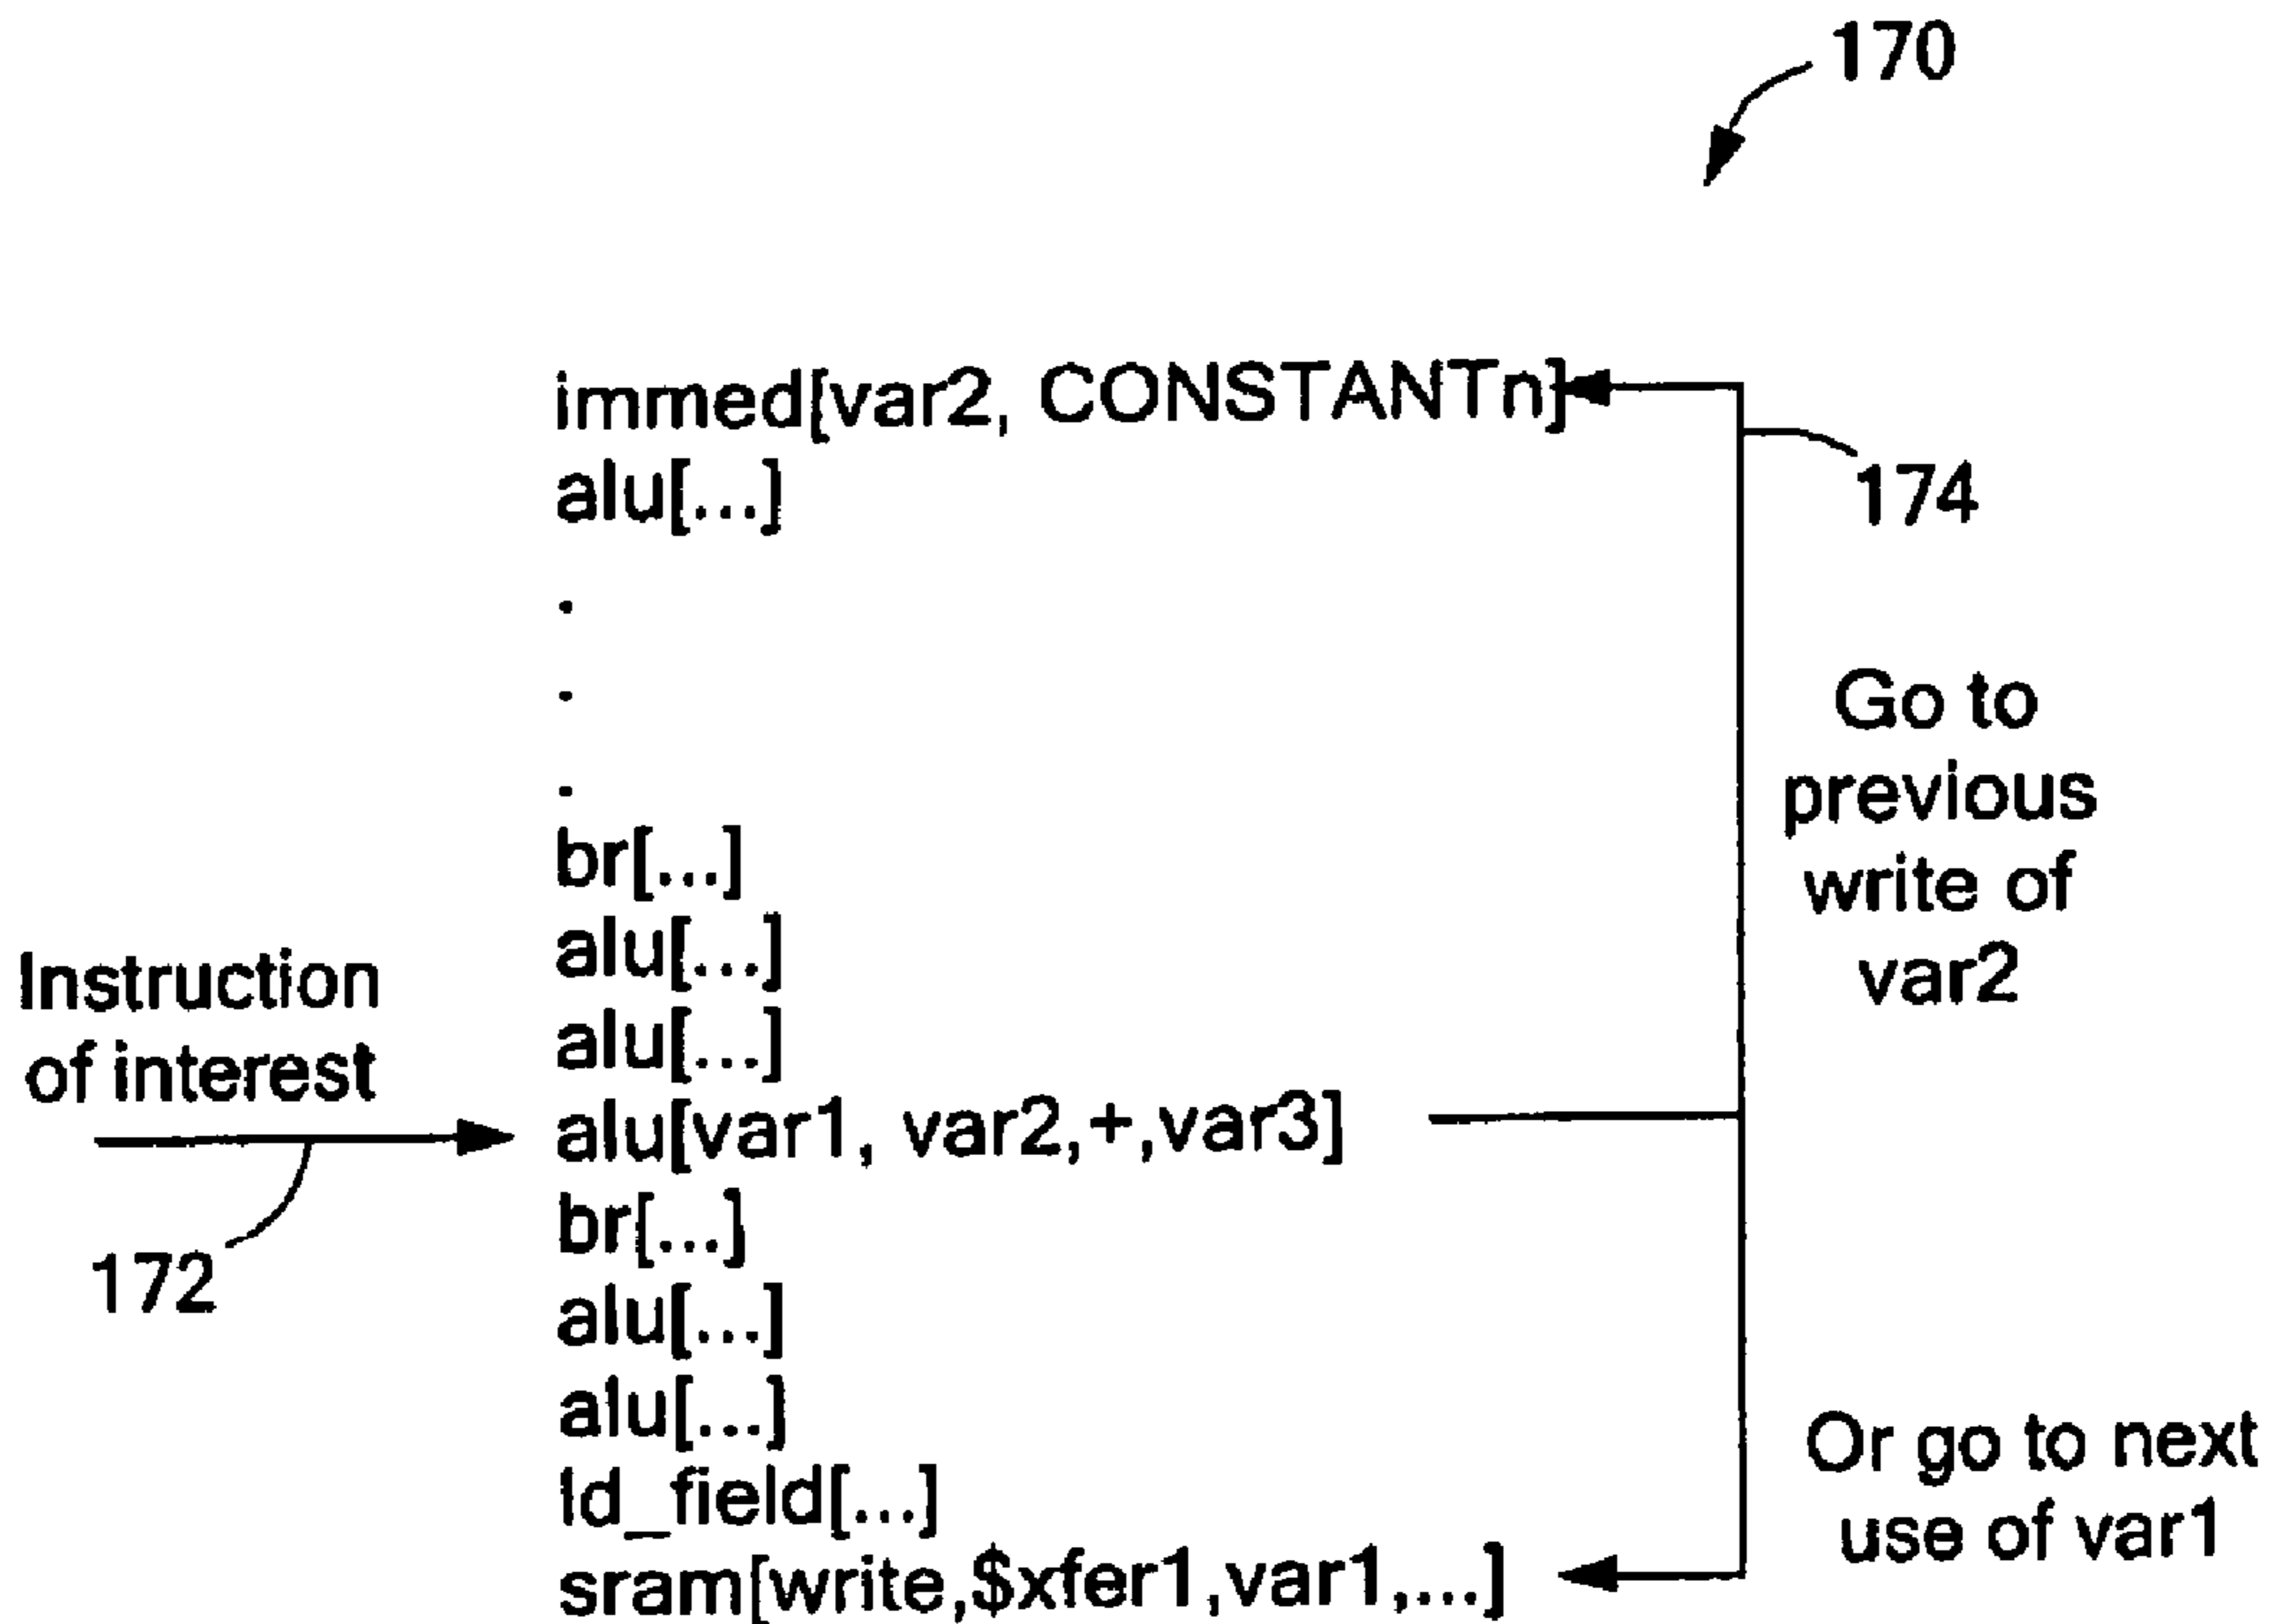 170
immed[var2, CONSTANTn]
174
alu[...]
.
.
.
Go to
previous
write of
var2
br[...]
alu[...]
alu[...]
Instruction
of interest
172
alu[var1, var2,+,var3]
br[...]
alu[...]
alu[...]
ld_field[...]
sram[write,$xfer1,var1,...]
Or go to next
use of var1